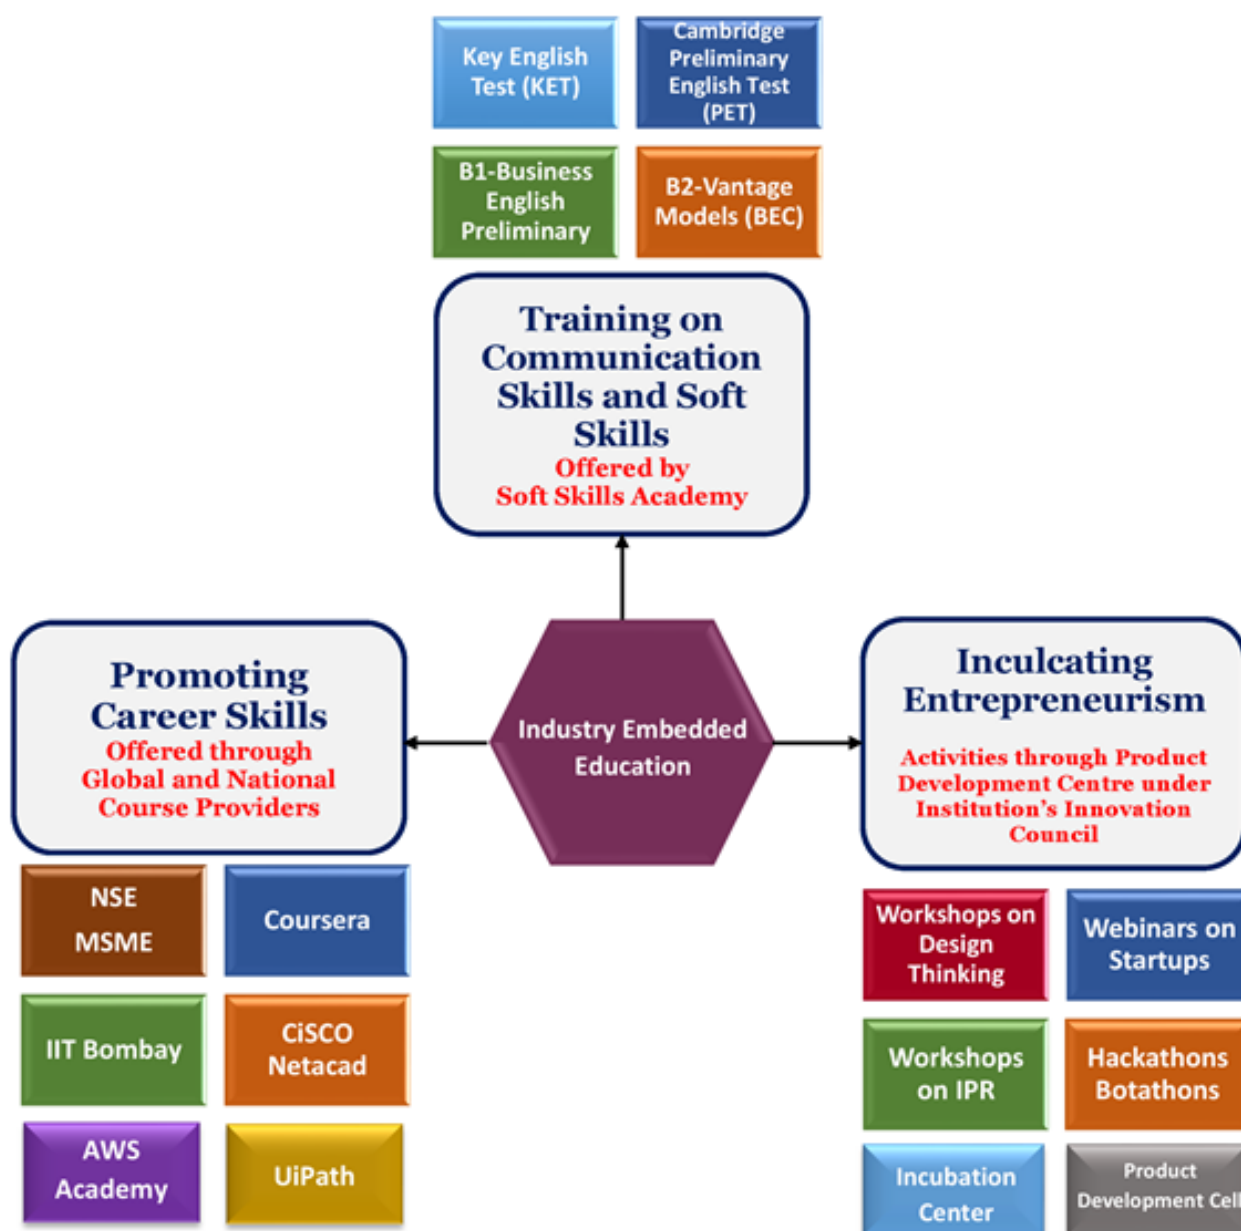 Key English
Test (KET)
Cambridge
Preliminary
English Test
(PET)
B1-Business
English
Preliminary
B2-Vantage
Models (BEC)
Training on
Communication
Skills and Soft
Skills
Offered by
Soft Skills Academy
Industry Embedded
Education
Promoting
Career Skills
Offered through
Global and National
Course Providers
NSE
MSME
Coursera
IIT Bombay
CiSCO
Netacad
AWS
Academy
UiPath
Inculcating
Entrepreneurism
Activities through Product
Development Centre under
Institution’s Innovation
Council
Workshops on
Design
Thinking
Webinars on
Startups
Workshops
on IPR
Hackathons
Botathons
Incubation
Center
Product
Development Cell